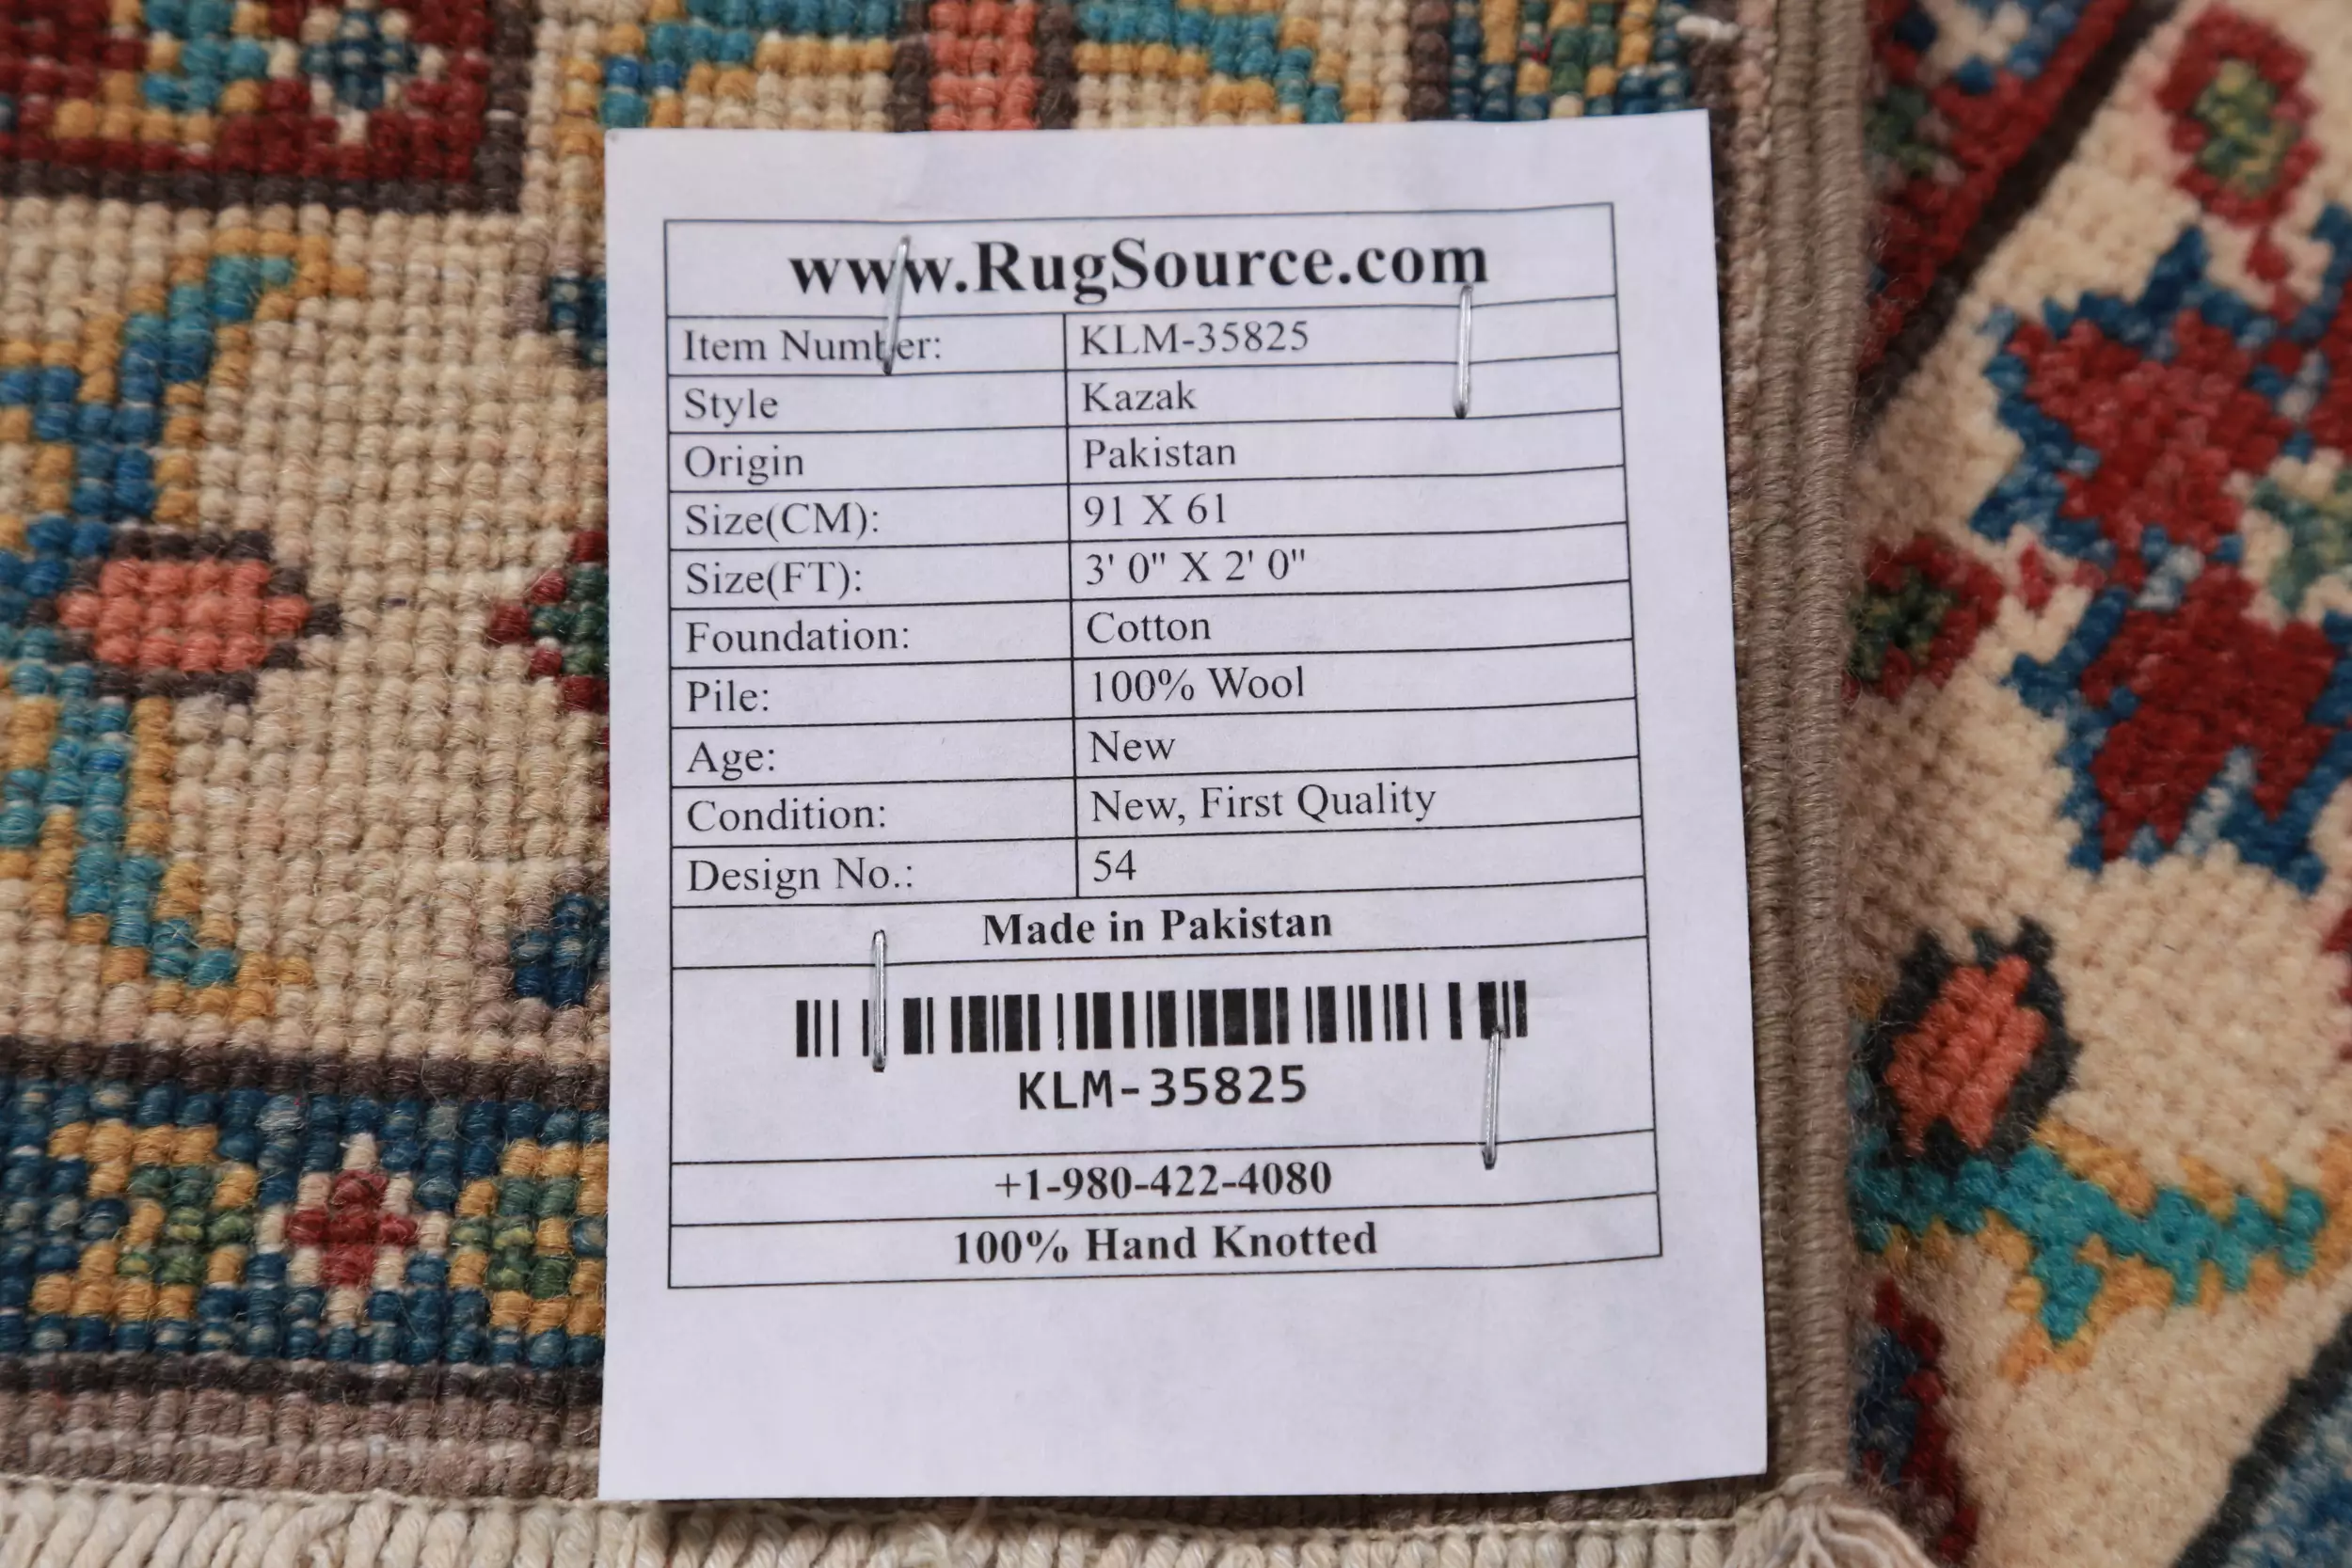 www.RugSource.com
Item Number: KLM-35825
Style Kazak
Origin Pakistan
Size(CM): 91 X 61
Size(FT): 3' 0" X 2' 0"
Foundation: Cotton
Pile: 100% Wool
Age: New
Condition: New, First Quality
Design No.: 54
Made in Pakistan
KLM-35825
+1-980-422-4080
100% Hand Knotted